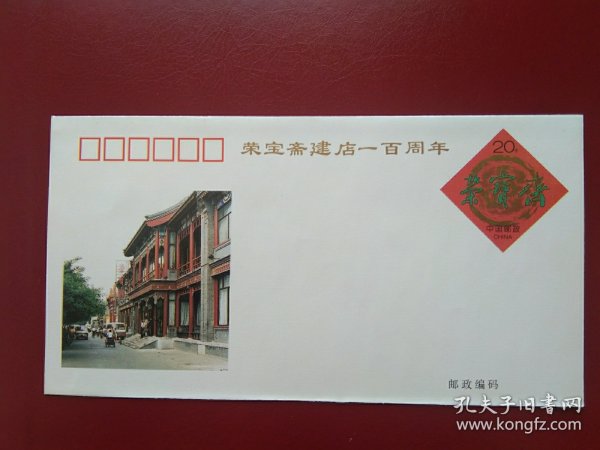 荣宝斋建店一百周年
20分
榮寶齋
中国邮政
CHINA
邮政编码
孔夫子旧书网
www.kongfz.com